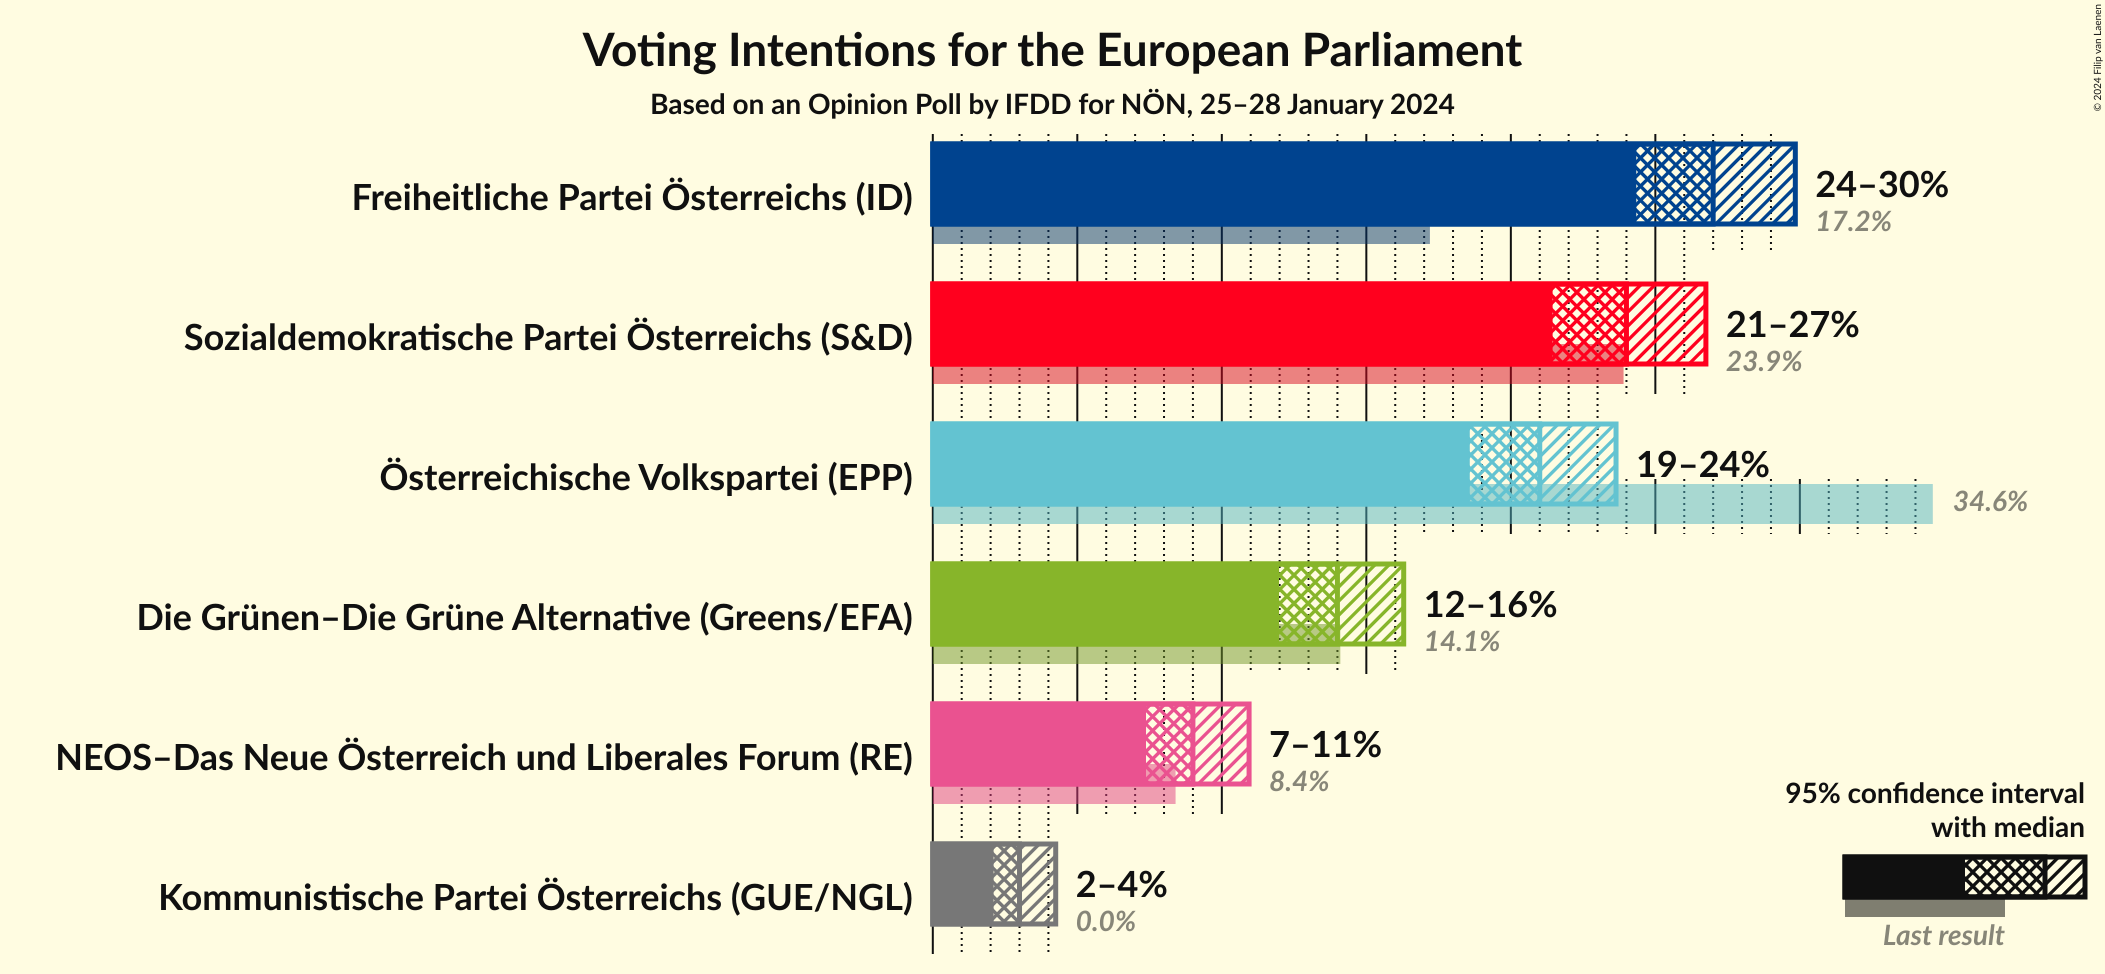 Voting Intentions for the European Parliament
Based on an Opinion Poll by IFDD for NÖN, 25–28 January 2024
© 2024 Filip van Laenen
Freiheitliche Partei Österreichs (ID)
24–30%
17.2%
Sozialdemokratische Partei Österreichs (S&D)
21–27%
23.9%
Österreichische Volkspartei (EPP)
19–24%
34.6%
Die Grünen–Die Grüne Alternative (Greens/EFA)
12–16%
14.1%
NEOS–Das Neue Österreich und Liberales Forum (RE)
7–11%
8.4%
Kommunistische Partei Österreichs (GUE/NGL)
2–4%
0.0%
95% confidence interval
with median
Last result